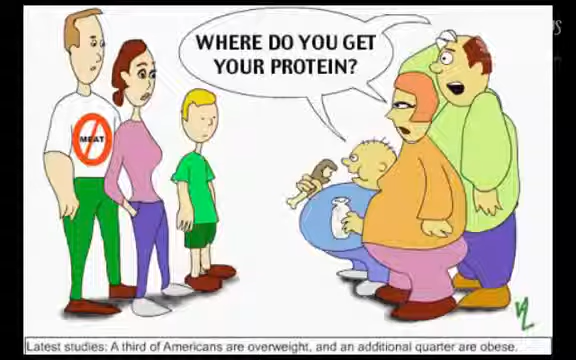 WHERE DO YOU GET
YOUR PROTEIN?
MEAT
Latest studies: A third of Americans are overweight, and an additional quarter are obese.